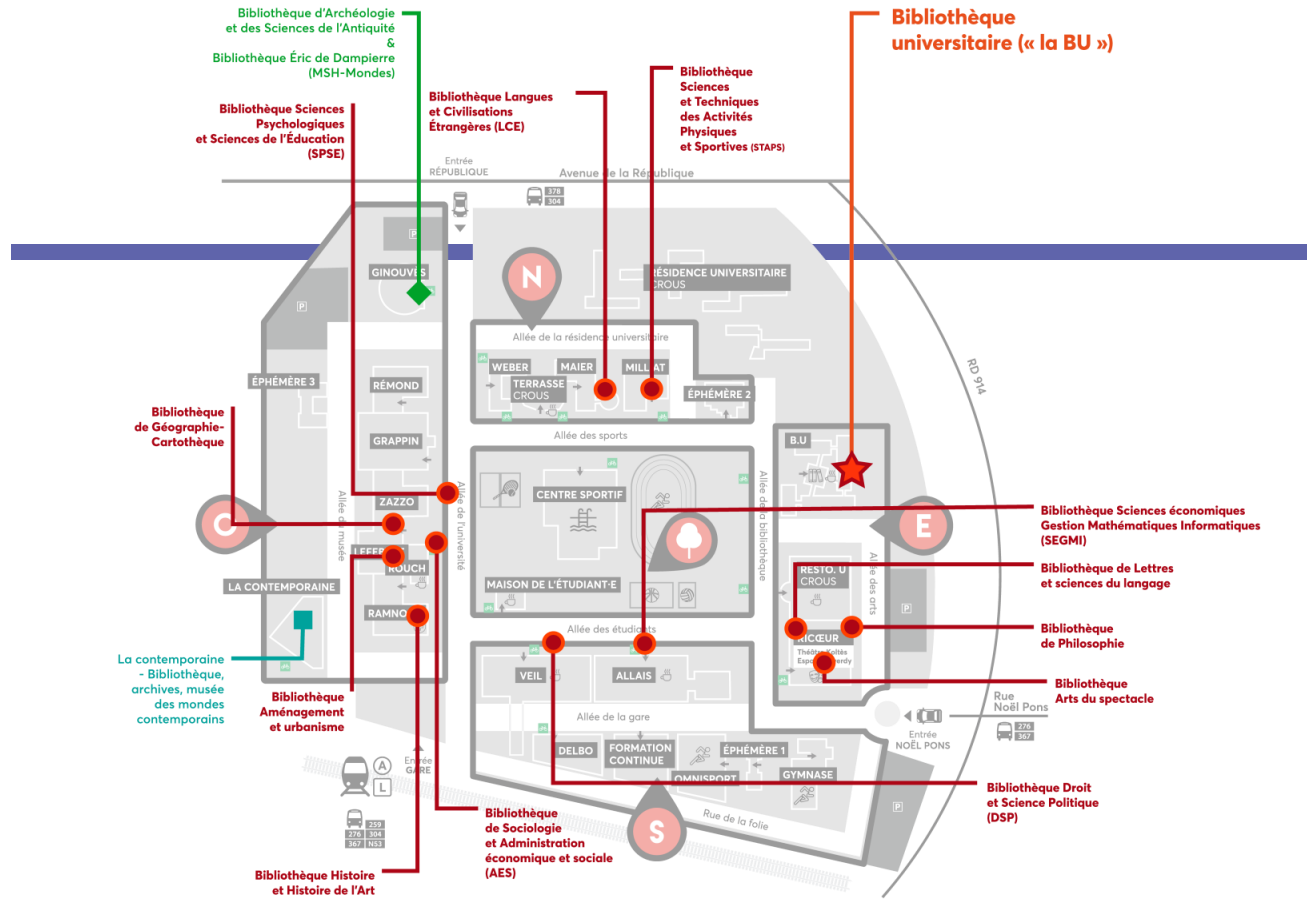 Bibliothèque d'Archéologie
et des Sciences de l'Antiquité
&
Bibliothèque Éric de Dampierre
(MSH-Mondes)
Bibliothèque
universitaire (« la BU »)
Bibliothèque Sciences
Psychologiques
et Sciences de l'Éducation
(SPSE)
Bibliothèque Langues
et Civilisations
Étrangères (LCE)
Bibliothèque
Sciences
et Techniques
des Activités
Physiques
et Sportives (STAPS)
Entrée
RÉPUBLIQUE
Avenue de la République
378
304
P
GINOUVÈS
N
RÉSIDENCE UNIVERSITAIRE
CROUS
P
Allée de la résidence universitaire
WEBER
MAIER
MILLIAT
TERRASSE
CROUS
ÉPHÉMÈRE 2
ÉPHÉMÈRE 3
RÉMOND
RD 914
Bibliothèque
de Géographie-
Cartothèque
GRAPPIN
Allée des sports
B.U
ZAZZO
Allée du musée
Allée de l'université
CENTRE SPORTIF
Allée de la bibliothèque
O
E
Bibliothèque Sciences économiques
Gestion Mathématiques Informatiques
(SEGMI)
ROUCH
LA CONTEMPORAINE
MAISON DE L'ÉTUDIANT·E
RESTO. U
CROUS
Allée des arts
Bibliothèque de Lettres
et sciences du langage
P
Allée des étudiants
RICŒUR
Bibliothèque
de Philosophie
La contemporaine
- Bibliothèque,
archives, musée
des mondes
contemporains
VEIL
ALLAIS
Bibliothèque
Arts du spectacle
Bibliothèque
Aménagement
et urbanisme
Allée de la gare
Rue
Noël Pons
Entrée
NOËL PONS
276
367
DELBO
FORMATION
CONTINUE
ÉPHÉMÈRE 1
OMNISPORT
GYMNASE
A
L
Entrée
GARE
Bibliothèque Droit
et Science Politique
(DSP)
P
Rue de la folie
S
259
276 304
367 N53
Bibliothèque
de Sociologie
et Administration
économique et sociale
(AES)
Bibliothèque Histoire
et Histoire de l'Art